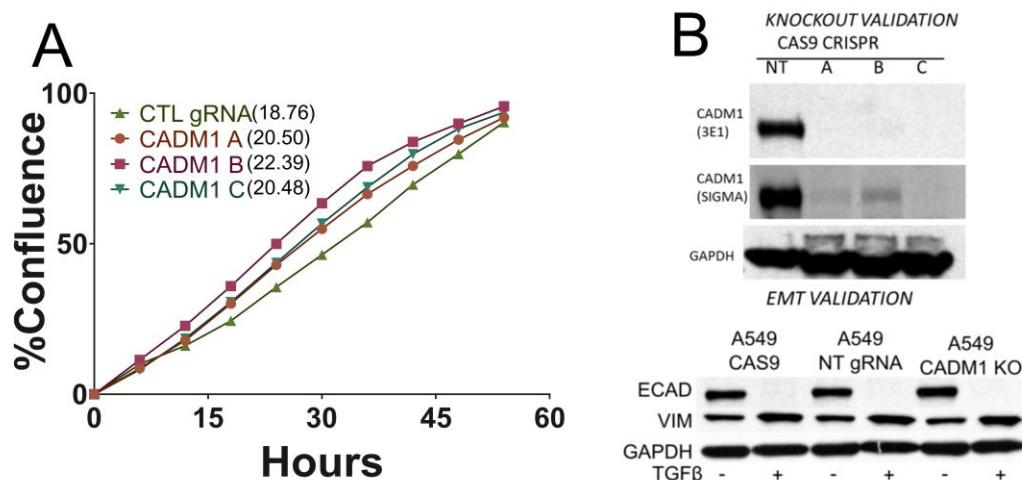 A
%Confluence
100
50
0
0 15 30 45 60
Hours
CTL gRNA(18.76)
CADM1 A (20.50)
CADM1 B (22.39)
CADM1 C (20.48)
B
KNOCKOUT VALIDATION
CAS9 CRISPR
NT A B C
CADM1
(3E1)
CADM1
(SIGMA)
GAPDH
EMT VALIDATION
A549
CAS9
A549
NT gRNA
A549
CADM1 KO
ECAD
VIM
GAPDH
TGFβ - + - + - +